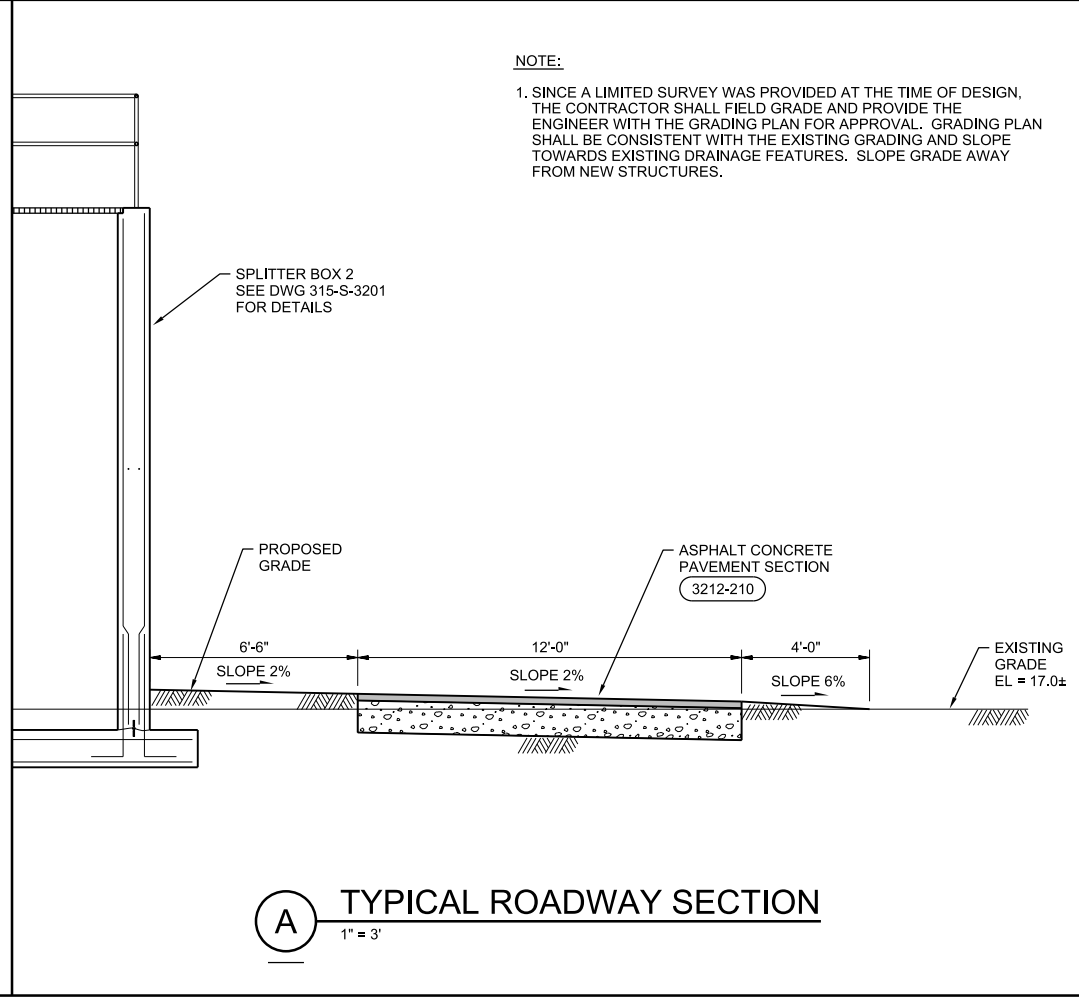 NOTE:
1. SINCE A LIMITED SURVEY WAS PROVIDED AT THE TIME OF DESIGN,
THE CONTRACTOR SHALL FIELD GRADE AND PROVIDE THE
ENGINEER WITH THE GRADING PLAN FOR APPROVAL. GRADING PLAN
SHALL BE CONSISTENT WITH THE EXISTING GRADING AND SLOPE
TOWARDS EXISTING DRAINAGE FEATURES. SLOPE GRADE AWAY
FROM NEW STRUCTURES.
SPLITTER BOX 2
SEE DWG 315-S-3201
FOR DETAILS
PROPOSED
GRADE
ASPHALT CONCRETE
PAVEMENT SECTION
3212-210
6'-6"
12'-0"
4'-0"
SLOPE 2%
SLOPE 2%
SLOPE 6%
EXISTING
GRADE
EL = 17.0±
A
TYPICAL ROADWAY SECTION
1" = 3'